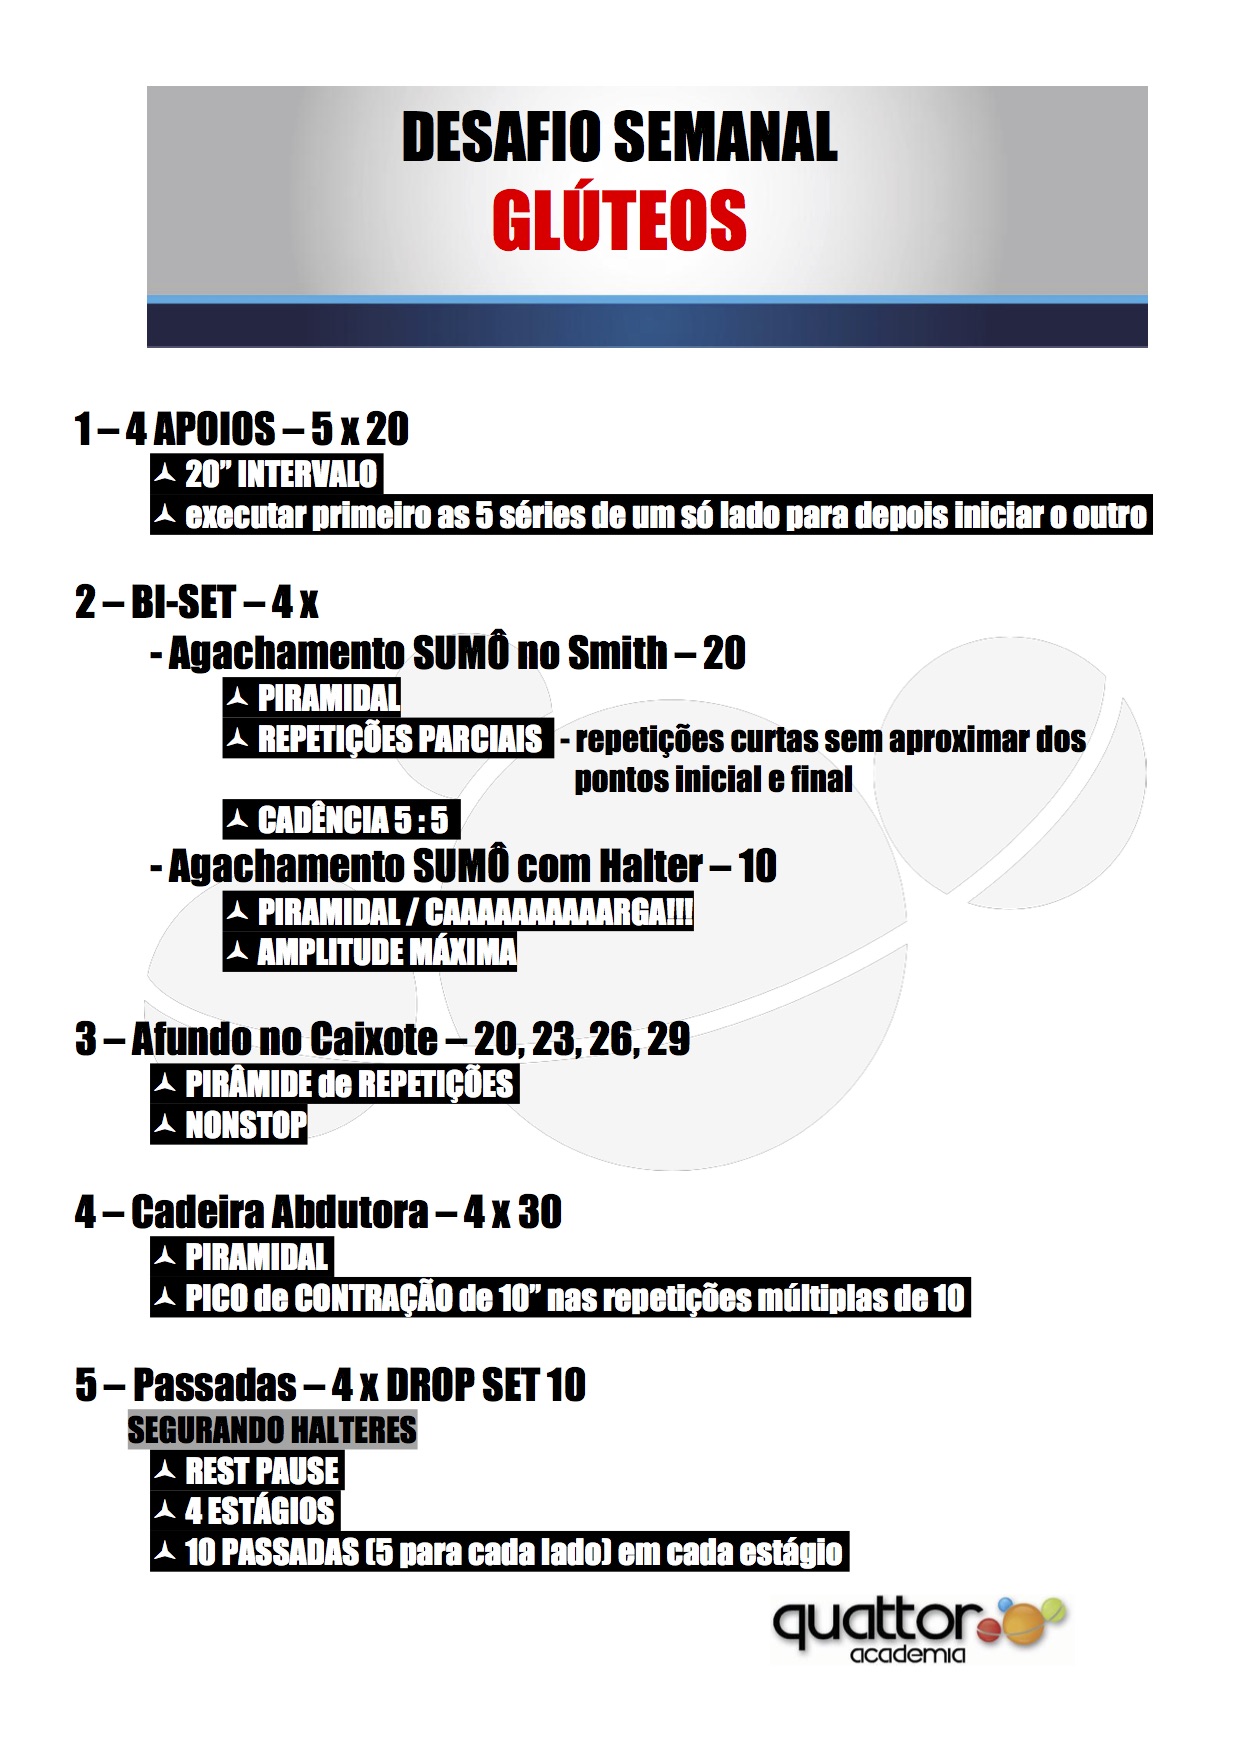 DESAFIO SEMANAL
GLÚTEOS
1 – 4 APOIOS – 5 x 20
20” INTERVALO
executar primeiro as 5 séries de um só lado para depois iniciar o outro
2 – BI-SET – 4 x
- Agachamento SUMÔ no Smith – 20
PIRAMIDAL
REPETIÇÕES PARCIAIS - repetições curtas sem aproximar dos
pontos inicial e final
CADÊNCIA 5 : 5
- Agachamento SUMÔ com Halter – 10
PIRAMIDAL / CAAAAAAAAAARGA!!!
AMPLITUDE MÁXIMA
3 – Afundo no Caixote – 20, 23, 26, 29
PIRÂMIDE de REPETIÇÕES
NONSTOP
4 – Cadeira Abdutora – 4 x 30
PIRAMIDAL
PICO de CONTRAÇÃO de 10” nas repetições múltiplas de 10
5 – Passadas – 4 x DROP SET 10
SEGURANDO HALTERES
REST PAUSE
4 ESTÁGIOS
10 PASSADAS (5 para cada lado) em cada estágio
quattor
academia